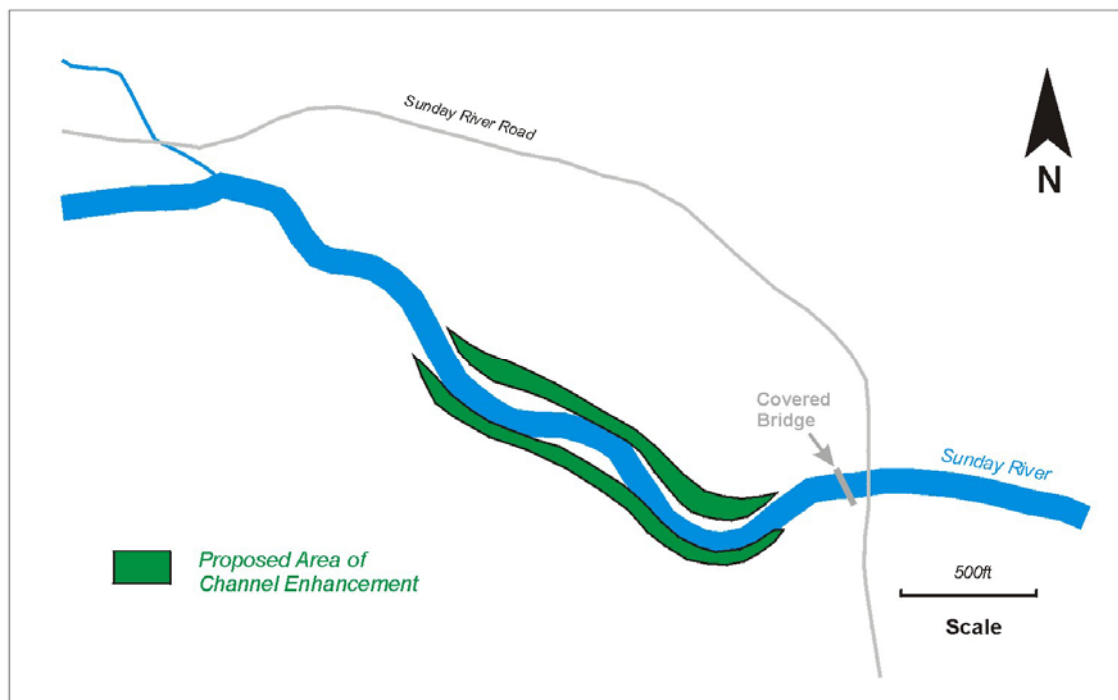 Sunday River Road
N
Covered
Bridge
Sunday River
Proposed Area of
Channel Enhancement
500ft
Scale